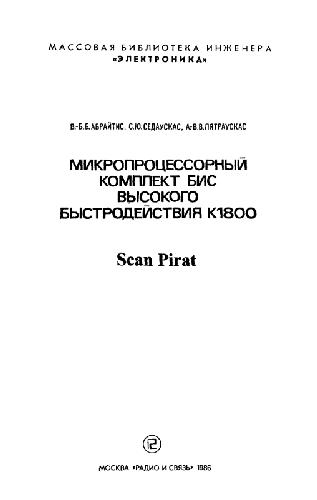 МАССОВАЯ БИБЛИОТЕКА ИНЖЕНЕРА
«ЭЛЕКТРОНИКА»
В.-Б.Б.АБРАЙТИС, С.Ю.СЕДАУСКАС, А.-В.В.ПЯТРАУСКАС
МИКРОПРОЦЕССОРНЫЙ
КОМПЛЕКТ БИС
ВЫСОКОГО
БЫСТРОДЕЙСТВИЯ К1800
Scan Pirat
МОСКВА «РАДИО И СВЯЗЬ» 1986